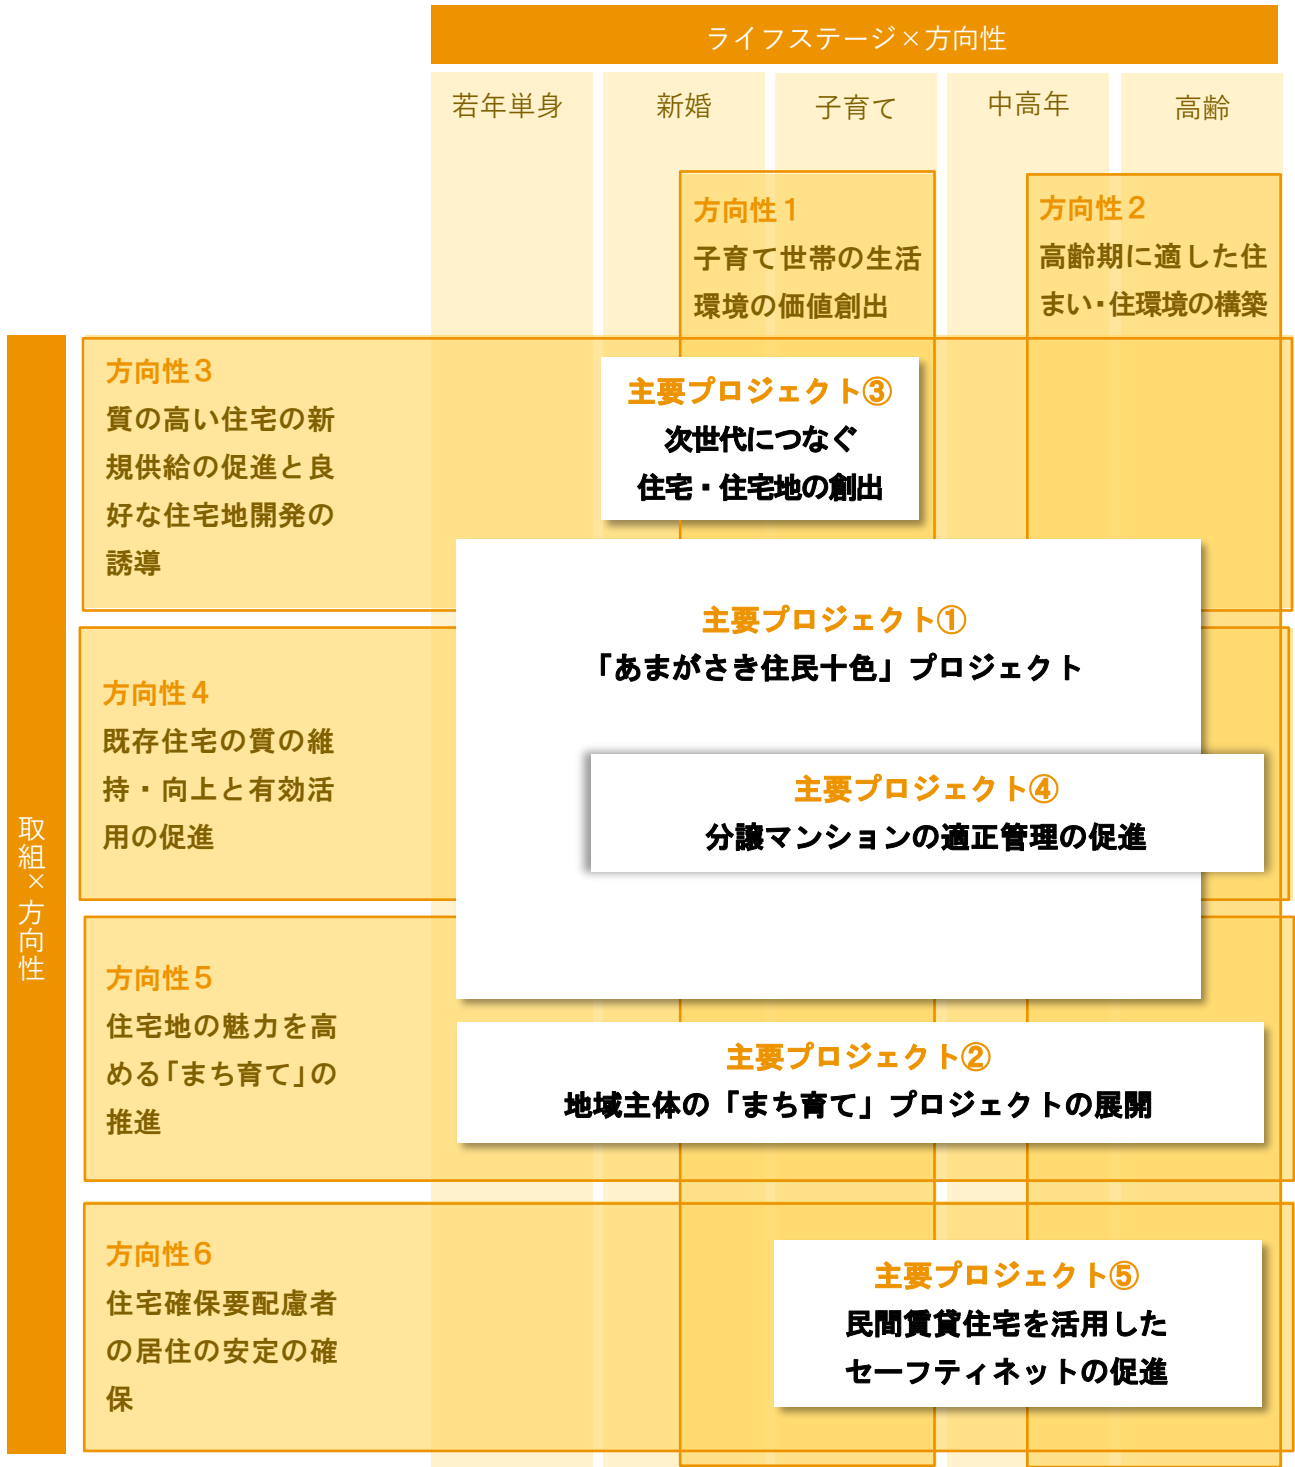 ライフステージ×方向性
若年単身
新婚
子育て
中高年
高齢
方向性1
子育て世帯の生活
環境の価値創出
方向性2
高齢期に適した住
まい・住環境の構築
取組×方向性
方向性3
質の高い住宅の新
規供給の促進と良
好な住宅地開発の
誘導
主要プロジェクト③
次世代につなぐ
住宅・住宅地の創出
主要プロジェクト①
「あまがさき住民十色」プロジェクト
方向性4
既存住宅の質の維
持・向上と有効活
用の促進
主要プロジェクト④
分譲マンションの適正管理の促進
方向性5
住宅地の魅力を高
める「まち育て」の
推進
主要プロジェクト②
地域主体の「まち育て」プロジェクトの展開
方向性6
住宅確保要配慮者
の居住の安定の確
保
主要プロジェクト⑤
民間賃貸住宅を活用した
セーフティネットの促進